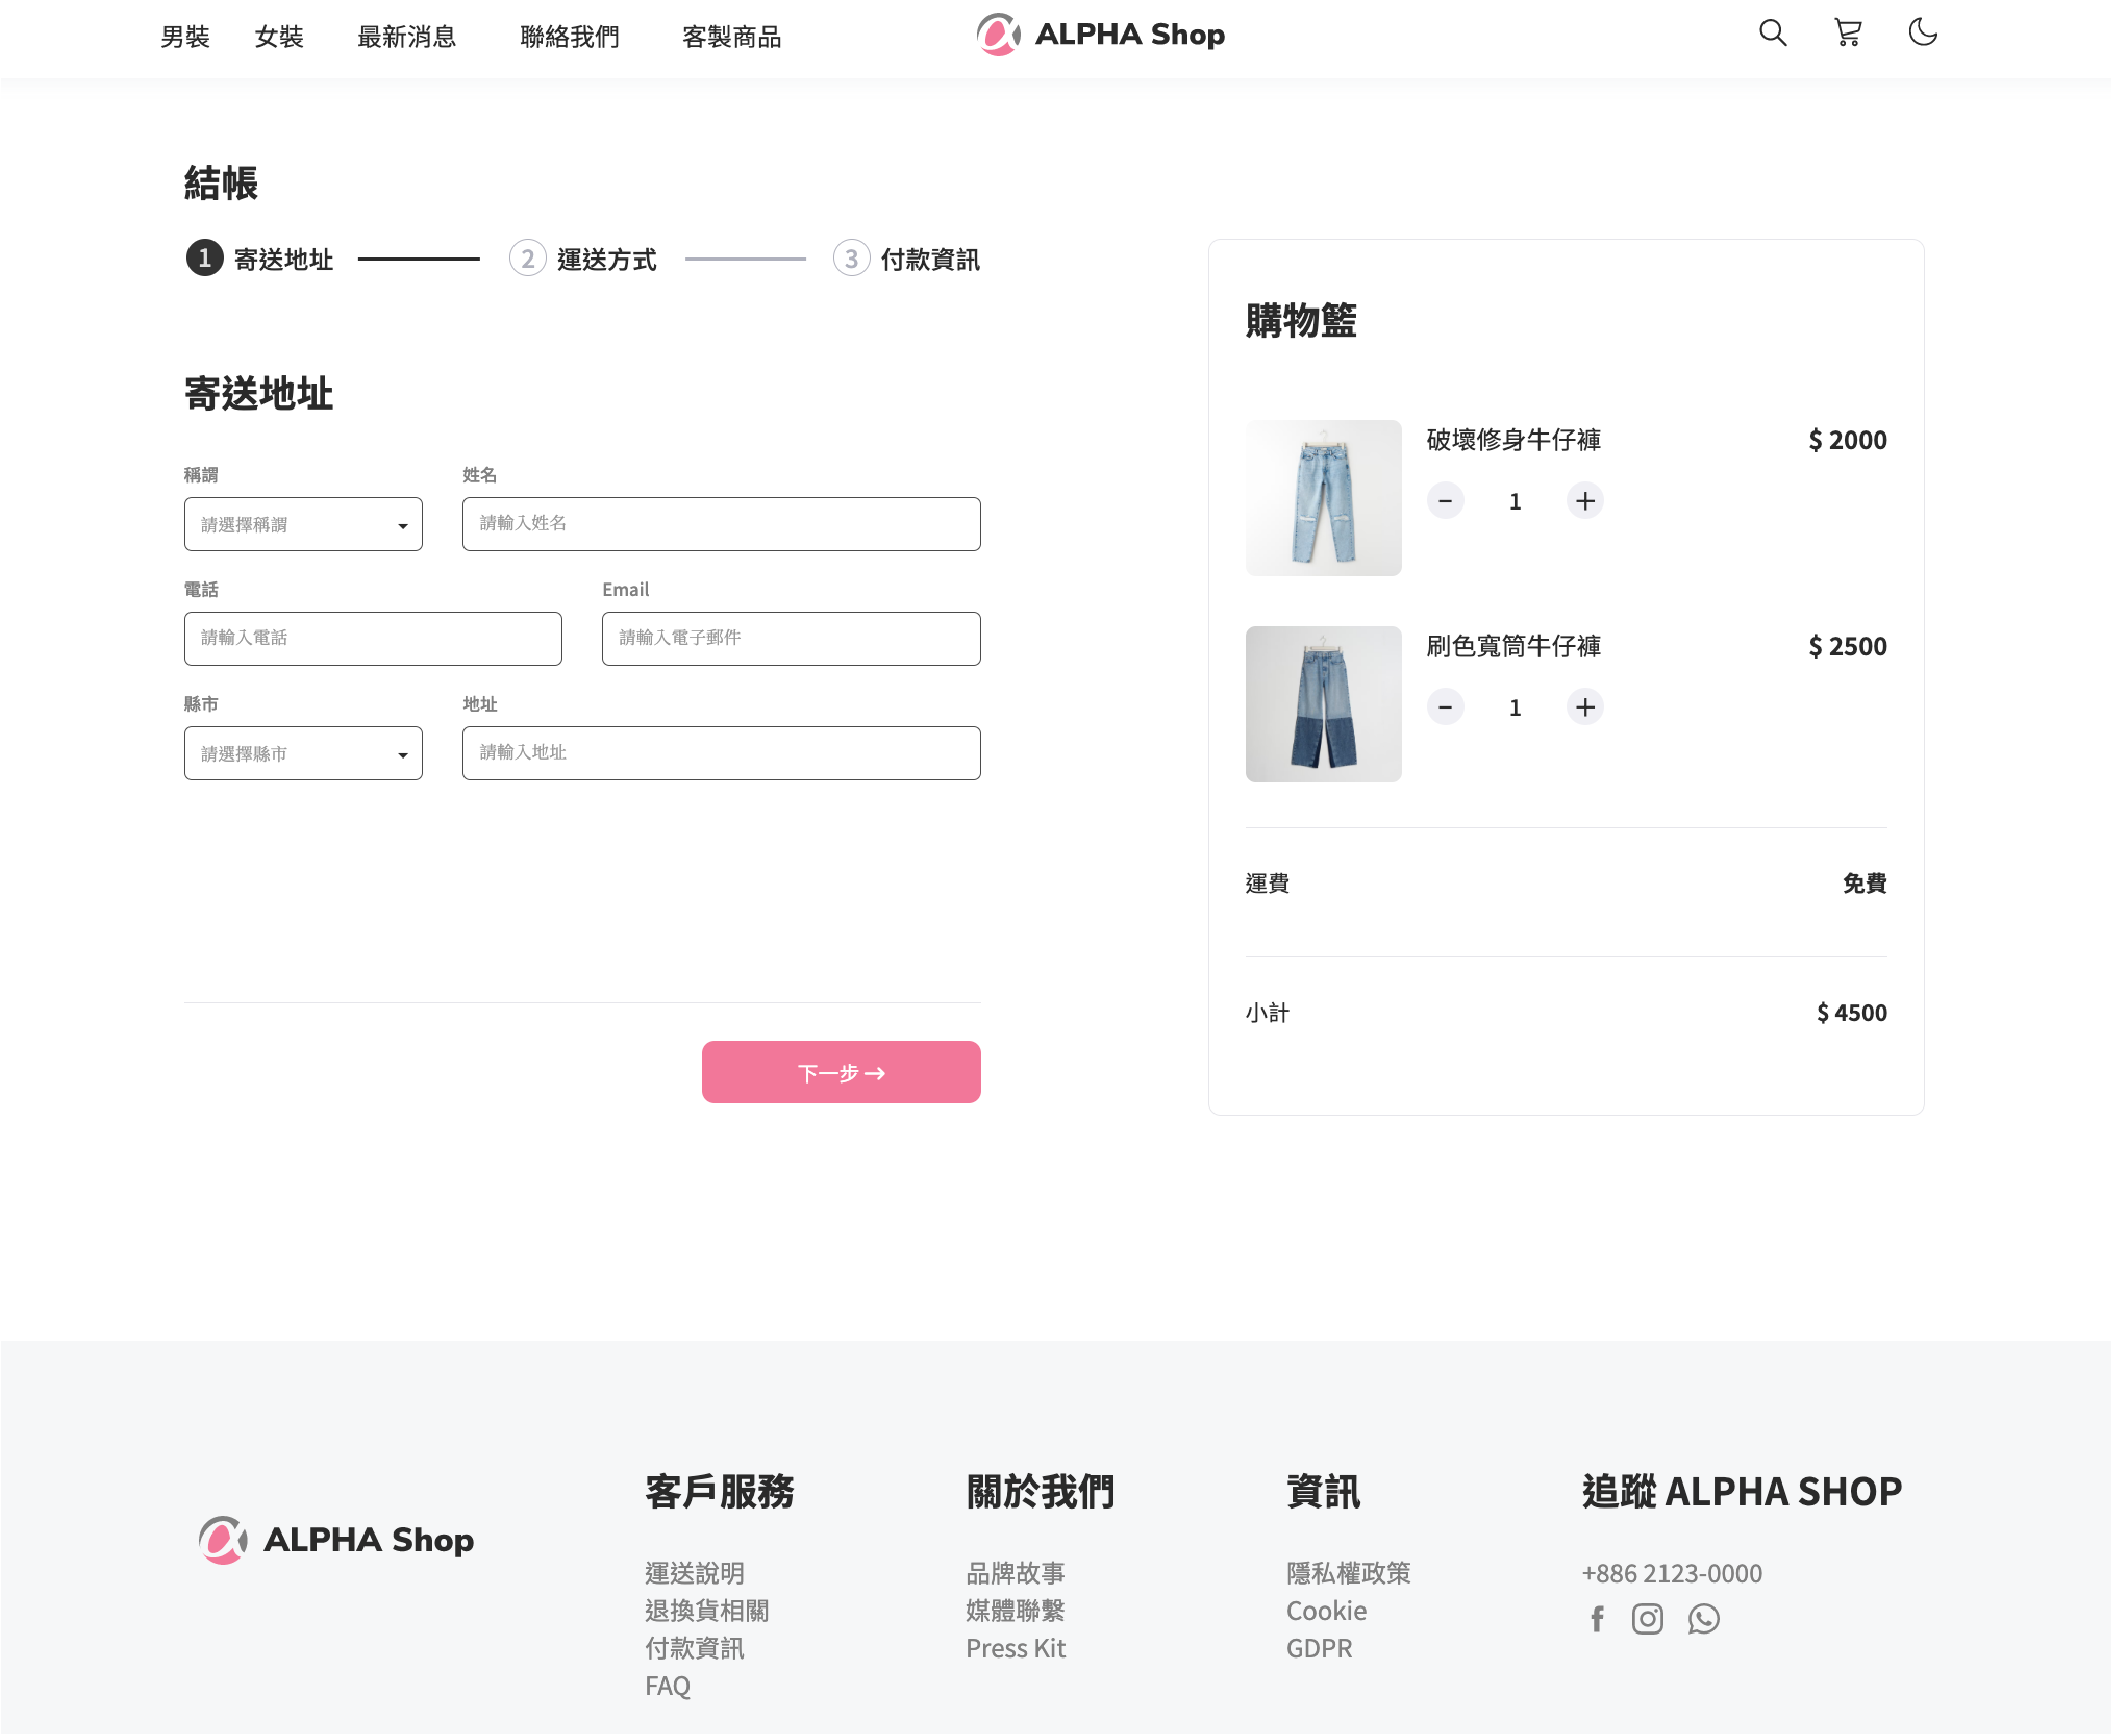 男裝 女裝 最新消息 聯絡我們 客製商品 ALPHA Shop
結帳
1 寄送地址 2 運送方式 3 付款資訊
寄送地址
稱謂 姓名
請選擇稱謂 請輸入姓名
電話 Email
請輸入電話 請輸入電子郵件
縣市 地址
請選擇縣市 請輸入地址
下一步 →
購物籃
破壞修身牛仔褲 $ 2000
− 1 +
刷色寬筒牛仔褲 $ 2500
− 1 +
運費 免費
小計 $ 4500
ALPHA Shop
客戶服務
運送說明
退換貨相關
付款資訊
FAQ
關於我們
品牌故事
媒體聯繫
Press Kit
資訊
隱私權政策
Cookie
GDPR
追蹤 ALPHA SHOP
+886 2123-0000